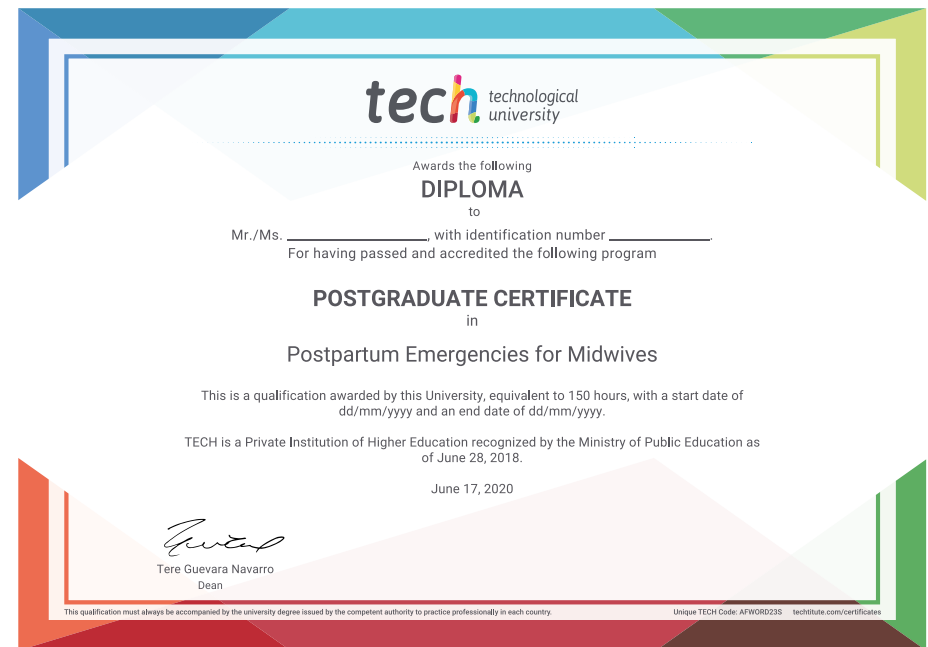 tech technological
university
Awards the following
DIPLOMA
to
Mr./Ms. ____________, with identification number ____________.
For having passed and accredited the following program
POSTGRADUATE CERTIFICATE
in
Postpartum Emergencies for Midwives
This is a qualification awarded by this University, equivalent to 150 hours, with a start date of
dd/mm/yyyy and an end date of dd/mm/yyyy.
TECH is a Private Institution of Higher Education recognized by the Ministry of Public Education as
of June 28, 2018.
June 17, 2020
Tere Guevara Navarro
Dean
This qualification must always be accompanied by the university degree issued by the competent authority to practice professionally in each country.
Unique TECH Code: AFWORD23S techtitute.com/certificates